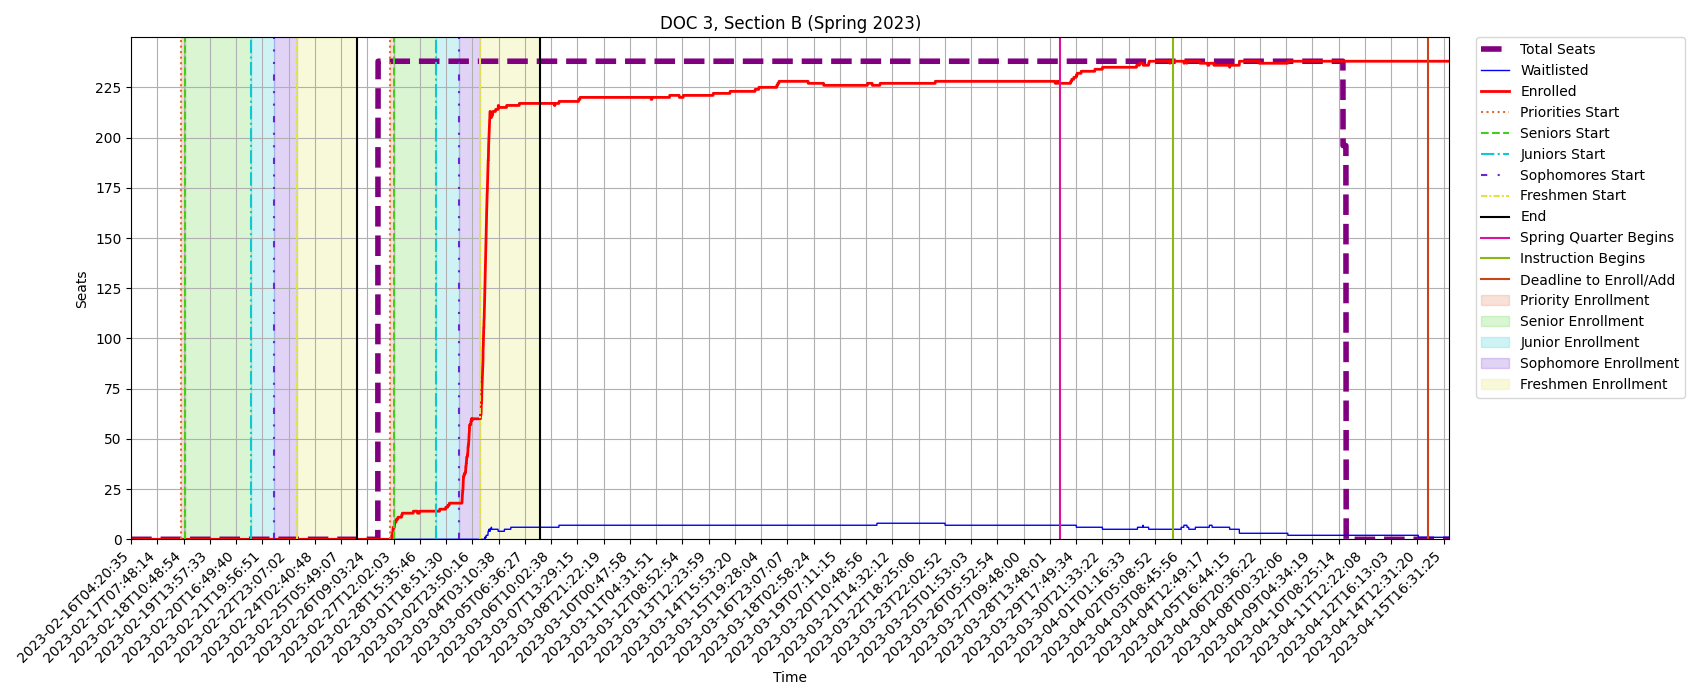 DOC 3, Section B (Spring 2023)
Seats
225
200
175
150
125
100
75
50
25
0
2023-02-16T04:20:35
2023-02-17T07:48:14
2023-02-18T10:48:54
2023-02-19T13:57:33
2023-02-20T16:49:40
2023-02-21T19:56:51
2023-02-22T23:07:02
2023-02-24T02:40:48
2023-02-25T05:49:07
2023-02-26T09:03:24
2023-02-27T12:02:03
2023-02-28T15:35:46
2023-03-01T18:51:30
2023-03-02T23:50:16
2023-03-04T03:10:38
2023-03-05T06:36:27
2023-03-06T10:02:38
2023-03-07T13:29:15
2023-03-08T21:22:19
2023-03-10T00:47:58
2023-03-11T04:31:51
2023-03-12T08:52:54
2023-03-13T12:23:59
2023-03-14T15:53:20
2023-03-15T19:28:04
2023-03-16T23:07:07
2023-03-18T02:58:24
2023-03-19T07:11:15
2023-03-20T10:48:56
2023-03-21T14:32:12
2023-03-22T18:25:06
2023-03-23T22:02:52
2023-03-25T01:53:03
2023-03-26T05:52:54
2023-03-27T09:48:00
2023-03-28T13:48:01
2023-03-29T17:49:34
2023-03-30T21:33:22
2023-04-01T01:16:33
2023-04-02T05:08:52
2023-04-03T08:45:56
2023-04-04T12:49:17
2023-04-05T16:44:15
2023-04-06T20:36:22
2023-04-08T00:32:06
2023-04-09T04:34:19
2023-04-10T08:25:14
2023-04-11T12:22:08
2023-04-12T16:13:03
2023-04-14T12:31:20
2023-04-15T16:31:25
Time
Total Seats
Waitlisted
Enrolled
Priorities Start
Seniors Start
Juniors Start
Sophomores Start
Freshmen Start
End
Spring Quarter Begins
Instruction Begins
Deadline to Enroll/Add
Priority Enrollment
Senior Enrollment
Junior Enrollment
Sophomore Enrollment
Freshmen Enrollment